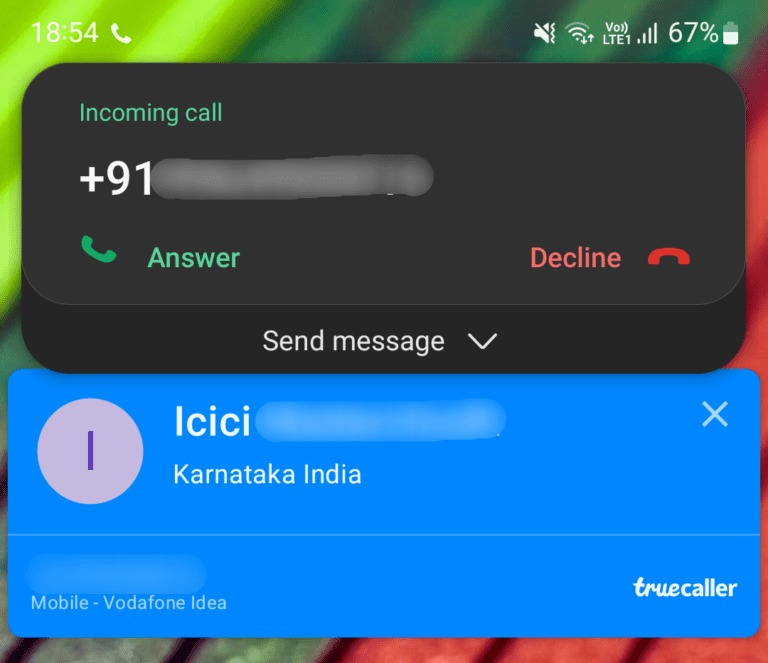 18:54 67%
Vo))
LTE1
Incoming call
+91
Answer Decline
Send message
I Icici
Karnataka India
Mobile - Vodafone Idea
truecaller